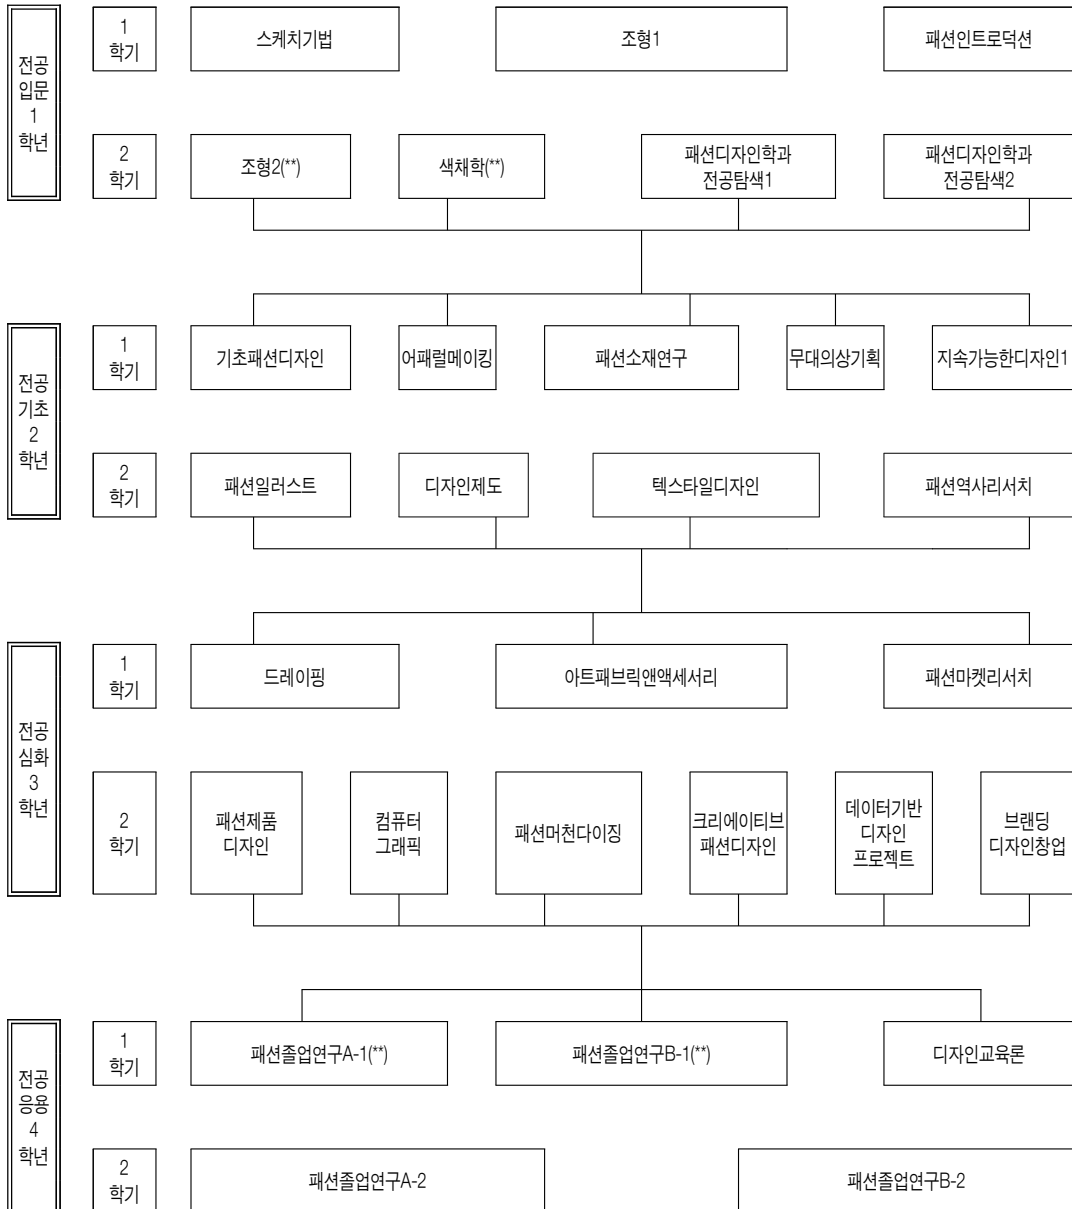 전공
입문
1
학년
1
학기
스케치기법
조형1
패션인트로덕션
2
학기
조형2(**)
색채학(**)
패션디자인학과
전공탐색1
패션디자인학과
전공탐색2
전공
기초
2
학년
1
학기
기초패션디자인
어패럴메이킹
패션소재연구
무대의상기획
지속가능한디자인1
2
학기
패션일러스트
디자인제도
텍스타일디자인
패션역사리서치
전공
심화
3
학년
1
학기
드레이핑
아트패브릭앤액세서리
패션마켓리서치
2
학기
패션제품
디자인
컴퓨터
그래픽
패션머천다이징
크리에이티브
패션디자인
데이터기반
디자인
프로젝트
브랜딩
디자인창업
전공
응용
4
학년
1
학기
패션졸업연구A-1(**)
패션졸업연구B-1(**)
디자인교육론
2
학기
패션졸업연구A-2
패션졸업연구B-2